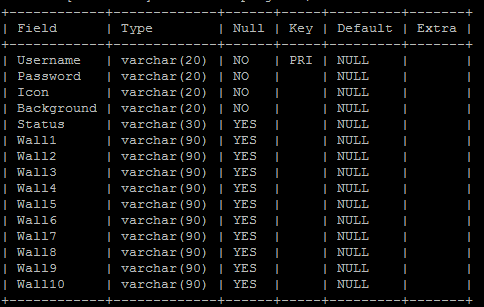 | Field | Type | Null | Key | Default | Extra |
| Username | varchar(20) | NO | PRI | NULL | |
| Password | varchar(20) | NO | | NULL | |
| Icon | varchar(20) | NO | | NULL | |
| Background | varchar(20) | NO | | NULL | |
| Status | varchar(30) | YES | | NULL | |
| Wall1 | varchar(90) | YES | | NULL | |
| Wall2 | varchar(90) | YES | | NULL | |
| Wall3 | varchar(90) | YES | | NULL | |
| Wall4 | varchar(90) | YES | | NULL | |
| Wall5 | varchar(90) | YES | | NULL | |
| Wall6 | varchar(90) | YES | | NULL | |
| Wall7 | varchar(90) | YES | | NULL | |
| Wall8 | varchar(90) | YES | | NULL | |
| Wall9 | varchar(90) | YES | | NULL | |
| Wall10 | varchar(90) | YES | | NULL | |